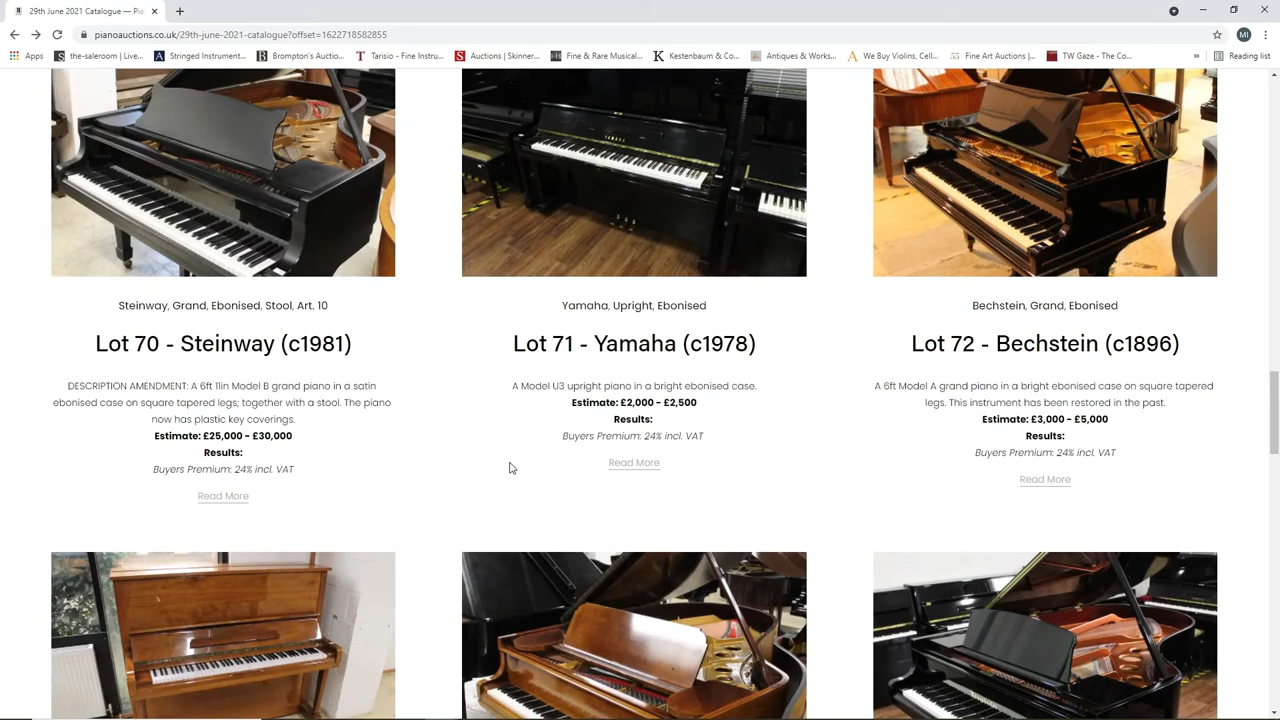 29th June 2021 Catalogue — Pia
pianoauctions.co.uk/29th-june-2021-catalogue?offset=1622718582855
MI
Apps
the-saleroom | Live...
Stringed Instrument...
Brompton's Auctio...
Tarisio - Fine Instru...
Auctions | Skinner...
Fine & Rare Musical...
Kestenbaum & Co...
Antiques & Works...
We Buy Violins, Cell...
Fine Art Auctions |...
TW Gaze - The Co...
»
Reading list
Steinway, Grand, Ebonised, Stool, Art. 10
Lot 70 - Steinway (c1981)
DESCRIPTION AMENDMENT: A 6ft 11in Model B grand piano in a satin
ebonised case on square tapered legs; together with a stool. The piano
now has plastic key coverings.
Estimate: £25,000 - £30,000
Results:
Buyers Premium: 24% incl. VAT
Read More
Yamaha, Upright, Ebonised
Lot 71 - Yamaha (c1978)
A Model U3 upright piano in a bright ebonised case.
Estimate: £2,000 - £2,500
Results:
Buyers Premium: 24% incl. VAT
Read More
Bechstein, Grand, Ebonised
Lot 72 - Bechstein (c1896)
A 6ft Model A grand piano in a bright ebonised case on square tapered
legs. This instrument has been restored in the past.
Estimate: £3,000 - £5,000
Results:
Buyers Premium: 24% incl. VAT
Read More